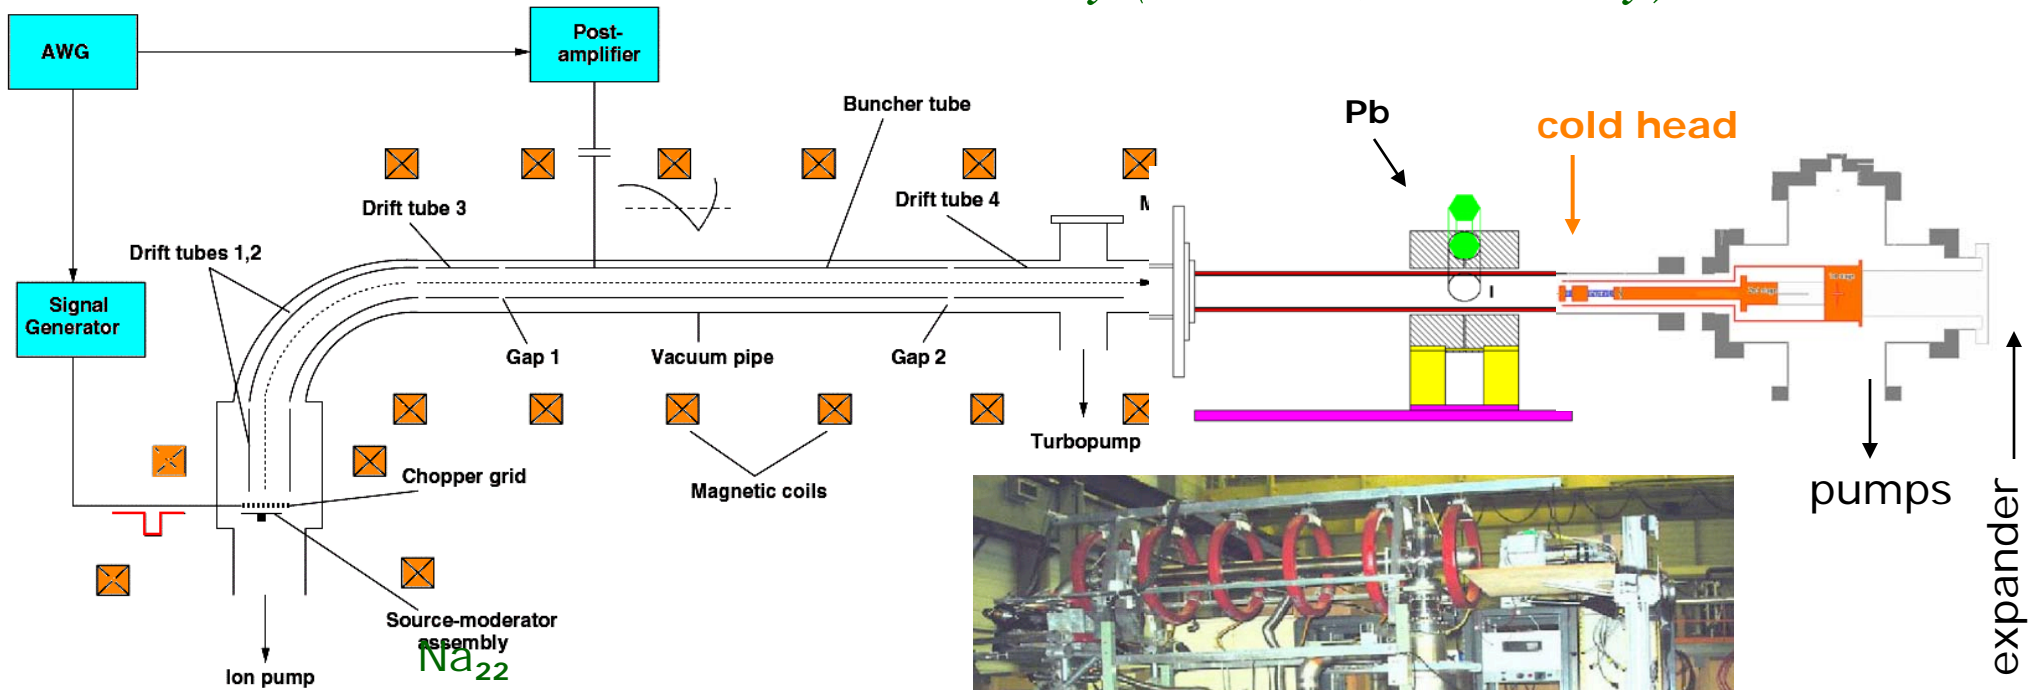 AWG
Post-
amplifier
Buncher tube
Pb
cold head
Drift tube 3
Drift tube 4
M
Drift tubes 1,2
Signal
Generator
I
Gap 1
Vacuum pipe
Gap 2
Turbopump
Chopper grid
Magnetic coils
pumps
expander
Source-moderator
assembly
Na22
Ion pump